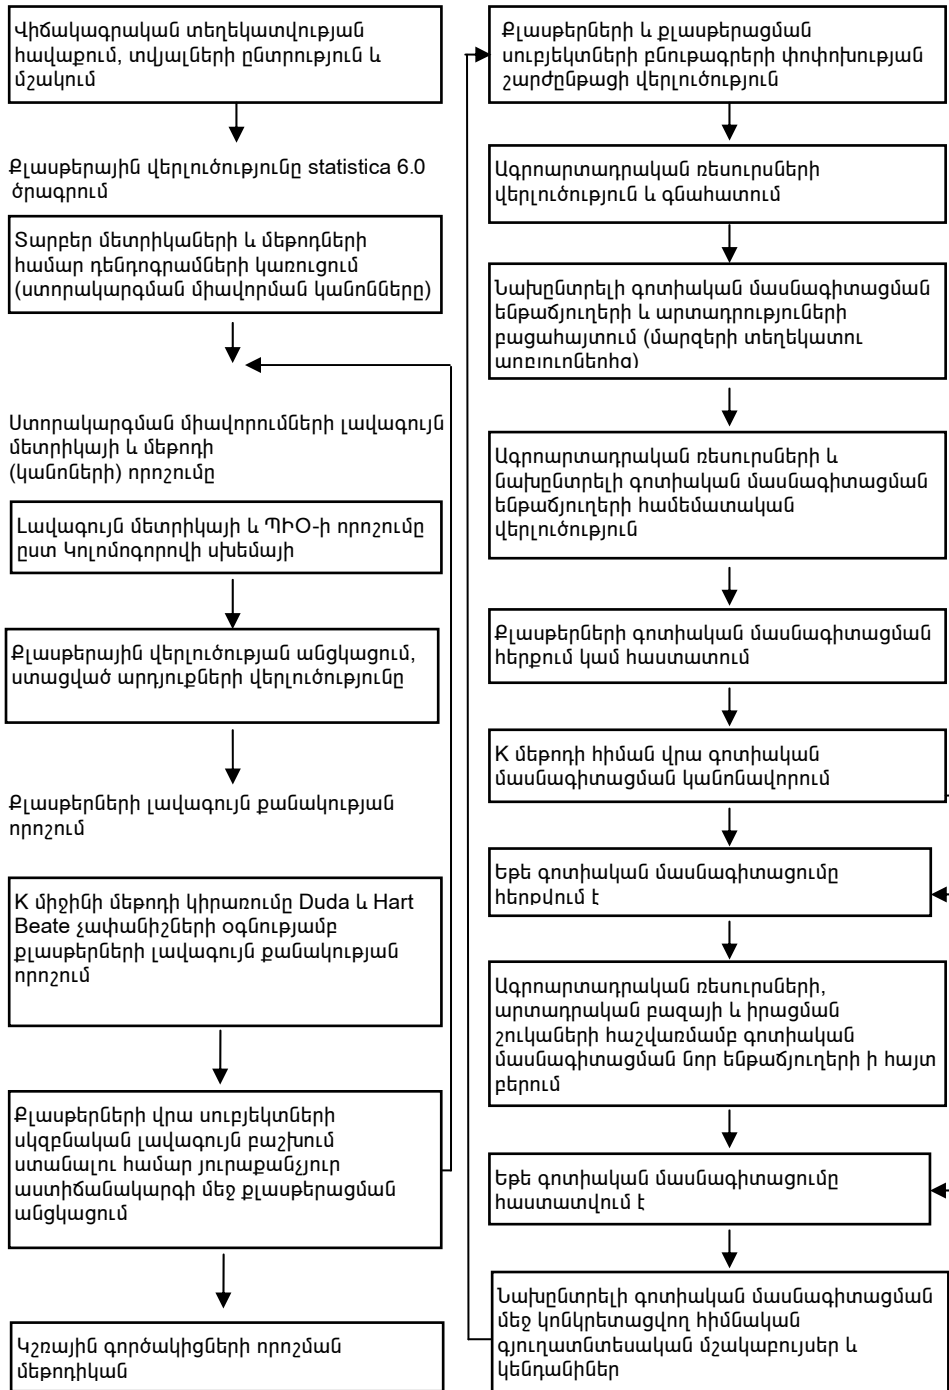 Վիճակագրական տեղեկատվության
հավաքում, տվյալների ընտրություն և
մշակում
Քլասթերային վերլուծությունը statistica 6.0
ծրագրում
Տարբեր մետրիկաների և մեթոդների
համար դենդոգրամների կառուցում
(ստորակարգման միավորման կանոնները)
Ստորակարգման միավորումների լավագույն
մետրիկայի և մեթոդի
(կանոների) որոշումը
Լավագույն մետրիկայի և ՊԻՕ-ի որոշումը
ըստ Կոլոմոգորովի սխեմայի
Քլասթերային վերլուծության անցկացում,
ստացված արդյուքների վերլուծությունը
Քլասթերների լավագույն քանակության
որոշում
K միջինի մեթոդի կիրառումը Duda և Hart
Beate չափանիշների օգնությամբ
քլասթերների լավագույն քանակության
որոշում
Քլասթերների վրա սուբյեկտների
սկզբնական լավագույն բաշխում
ստանալու համար յուրաքանչյուր
աստիճանակարգի մեջ քլասթերացման
անցկացում
Կշռային գործակիցների որոշման
մեթոդիկան
Քլասթերների և քլասթերացման
սուբյեկտների բնութագրերի փոփոխության
շարժընթացի վերլուծություն
Ագրոարտադրական ռեսուրսների
վերլուծություն և գնահատում
Նախընտրելի գոտիական մասնագիտացման
ենթաճյուղերի և արտադրություների
բացահայտում (մարզերի տեղեկատու
աղբյուրներից)
Ագրոարտադրական ռեսուրսների և
նախընտրելի գոտիական մասնագիտացման
ենթաճյուղերի համեմատական
վերլուծություն
Քլասթերների գոտիական մասնագիտացման
հերքում կամ հաստատում
K մեթոդի հիման վրա գոտիական
մասնագիտացման կանոնավորում
Եթե գոտիական մասնագիտացումը
հերքվում է
Ագրոարտադրական ռեսուրսների,
արտադրական բազայի և իրացման
շուկաների հաշվառմամբ գոտիական
մասնագիտացման նոր ենթաճյուղերի ի հայտ
բերում
Եթե գոտիական մասնագիտացումը
հաստատվում է
Նախընտրելի գոտիական մասնագիտացման
մեջ կոնկրետացվող հիմնական
գյուղատնտեսական մշակաբույսեր և
կենդանիներ